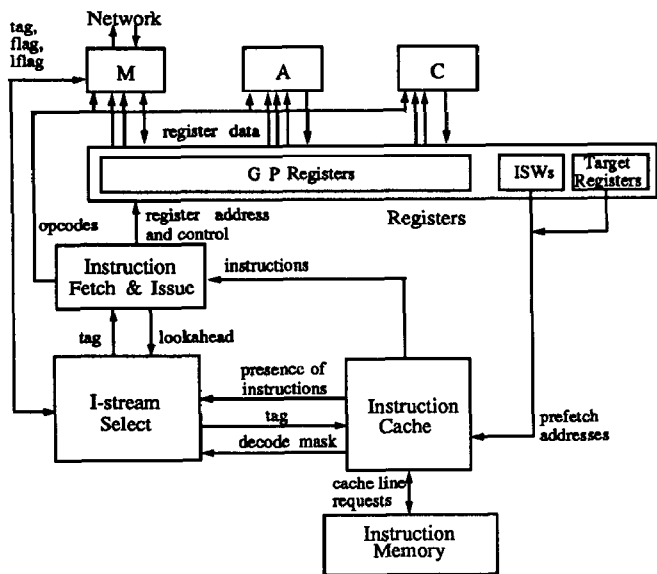 tag,
flag,
lflag
Network
M
A
C
register data
G P Registers
ISWs
Target
Registers
Registers
opcodes
register address
and control
Instruction
Fetch & Issue
instructions
tag
lookahead
I-stream
Select
presence of
instructions
tag
decode mask
Instruction
Cache
prefetch
addresses
cache line
requests
Instruction
Memory